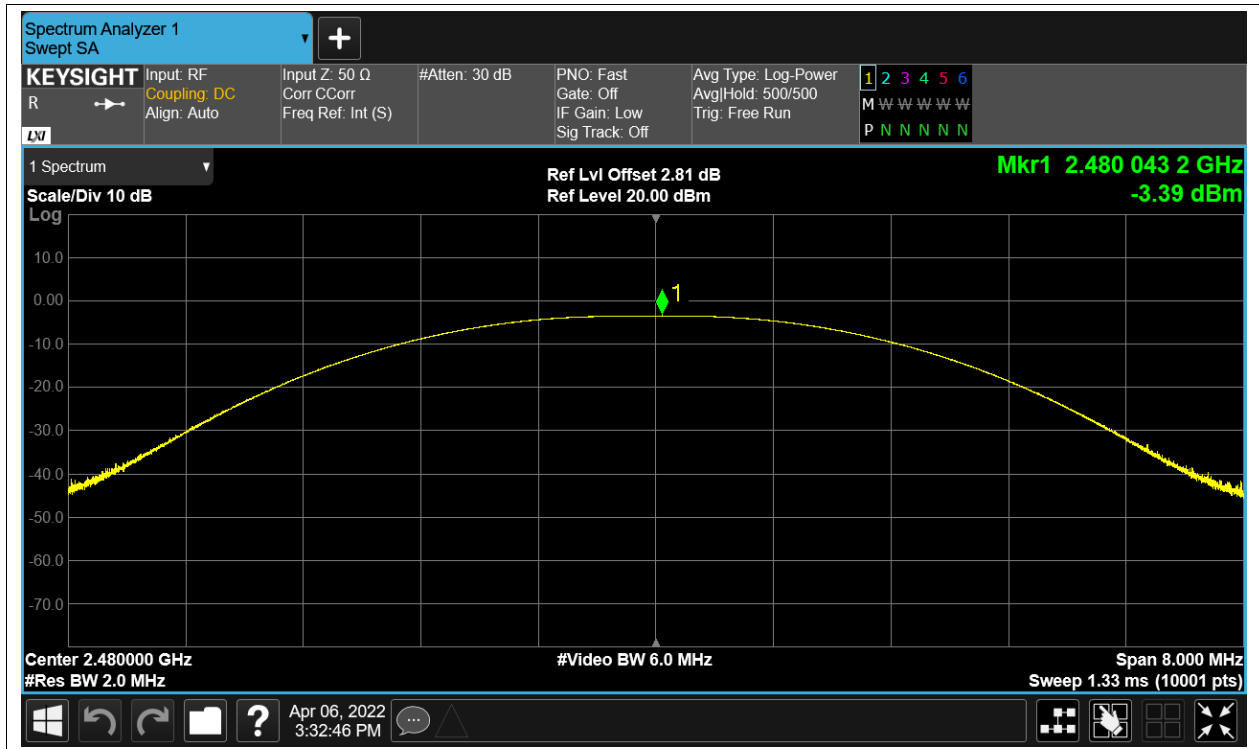 Spectrum Analyzer 1
Swept SA
KEYSIGHT
R
LXI
Input: RF
Coupling: DC
Align: Auto
Input Z: 50 Ω
Corr CCorr
Freq Ref: Int (S)
#Atten: 30 dB
PNO: Fast
Gate: Off
IF Gain: Low
Sig Track: Off
Avg Type: Log-Power
Avg|Hold: 500/500
Trig: Free Run
1 2 3 4 5 6
M W W W W W
P N N N N N
1 Spectrum
Scale/Div 10 dB
Log
Ref Lvl Offset 2.81 dB
Ref Level 20.00 dBm
Mkr1 2.480 043 2 GHz
-3.39 dBm
1
10.0
0.00
-10.0
-20.0
-30.0
-40.0
-50.0
-60.0
-70.0
Center 2.480000 GHz
#Res BW 2.0 MHz
#Video BW 6.0 MHz
Span 8.000 MHz
Sweep 1.33 ms (10001 pts)
?
Apr 06, 2022
3:32:46 PM